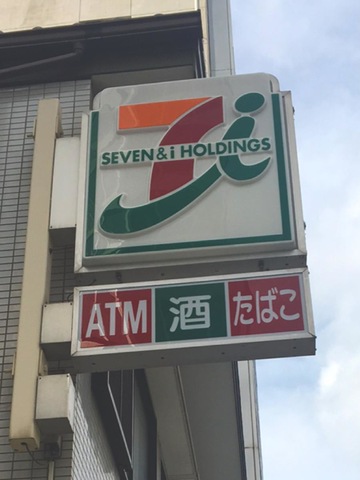 SEVEN & i HOLDINGS
ATM 酒 たばこ